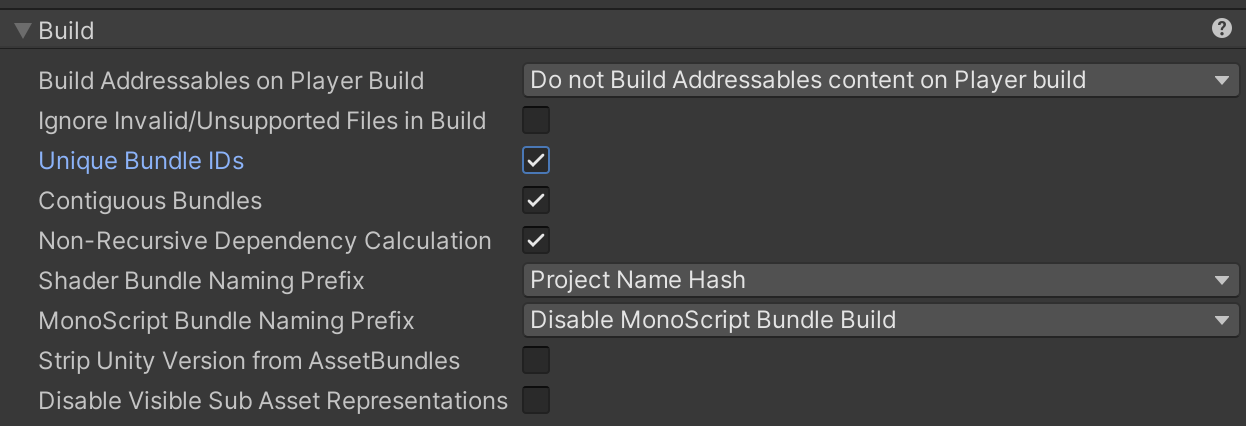 Build
Build Addressables on Player Build Do not Build Addressables content on Player build
Ignore Invalid/Unsupported Files in Build
Unique Bundle IDs
Contiguous Bundles
Non-Recursive Dependency Calculation
Shader Bundle Naming Prefix Project Name Hash
MonoScript Bundle Naming Prefix Disable MonoScript Bundle Build
Strip Unity Version from AssetBundles
Disable Visible Sub Asset Representations